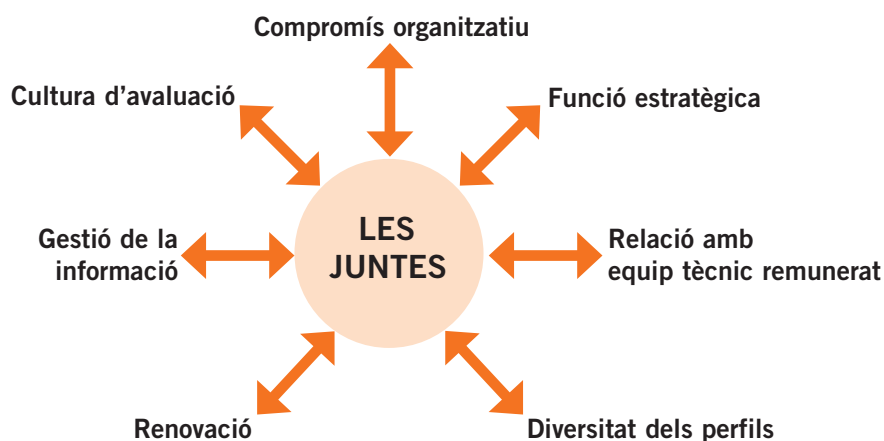 Compromís organitzatiu
Cultura d’avaluació
Funció estratègica
LES
JUNTES
Gestió de la
informació
Relació amb
equip tècnic remunerat
Renovació
Diversitat dels perfils